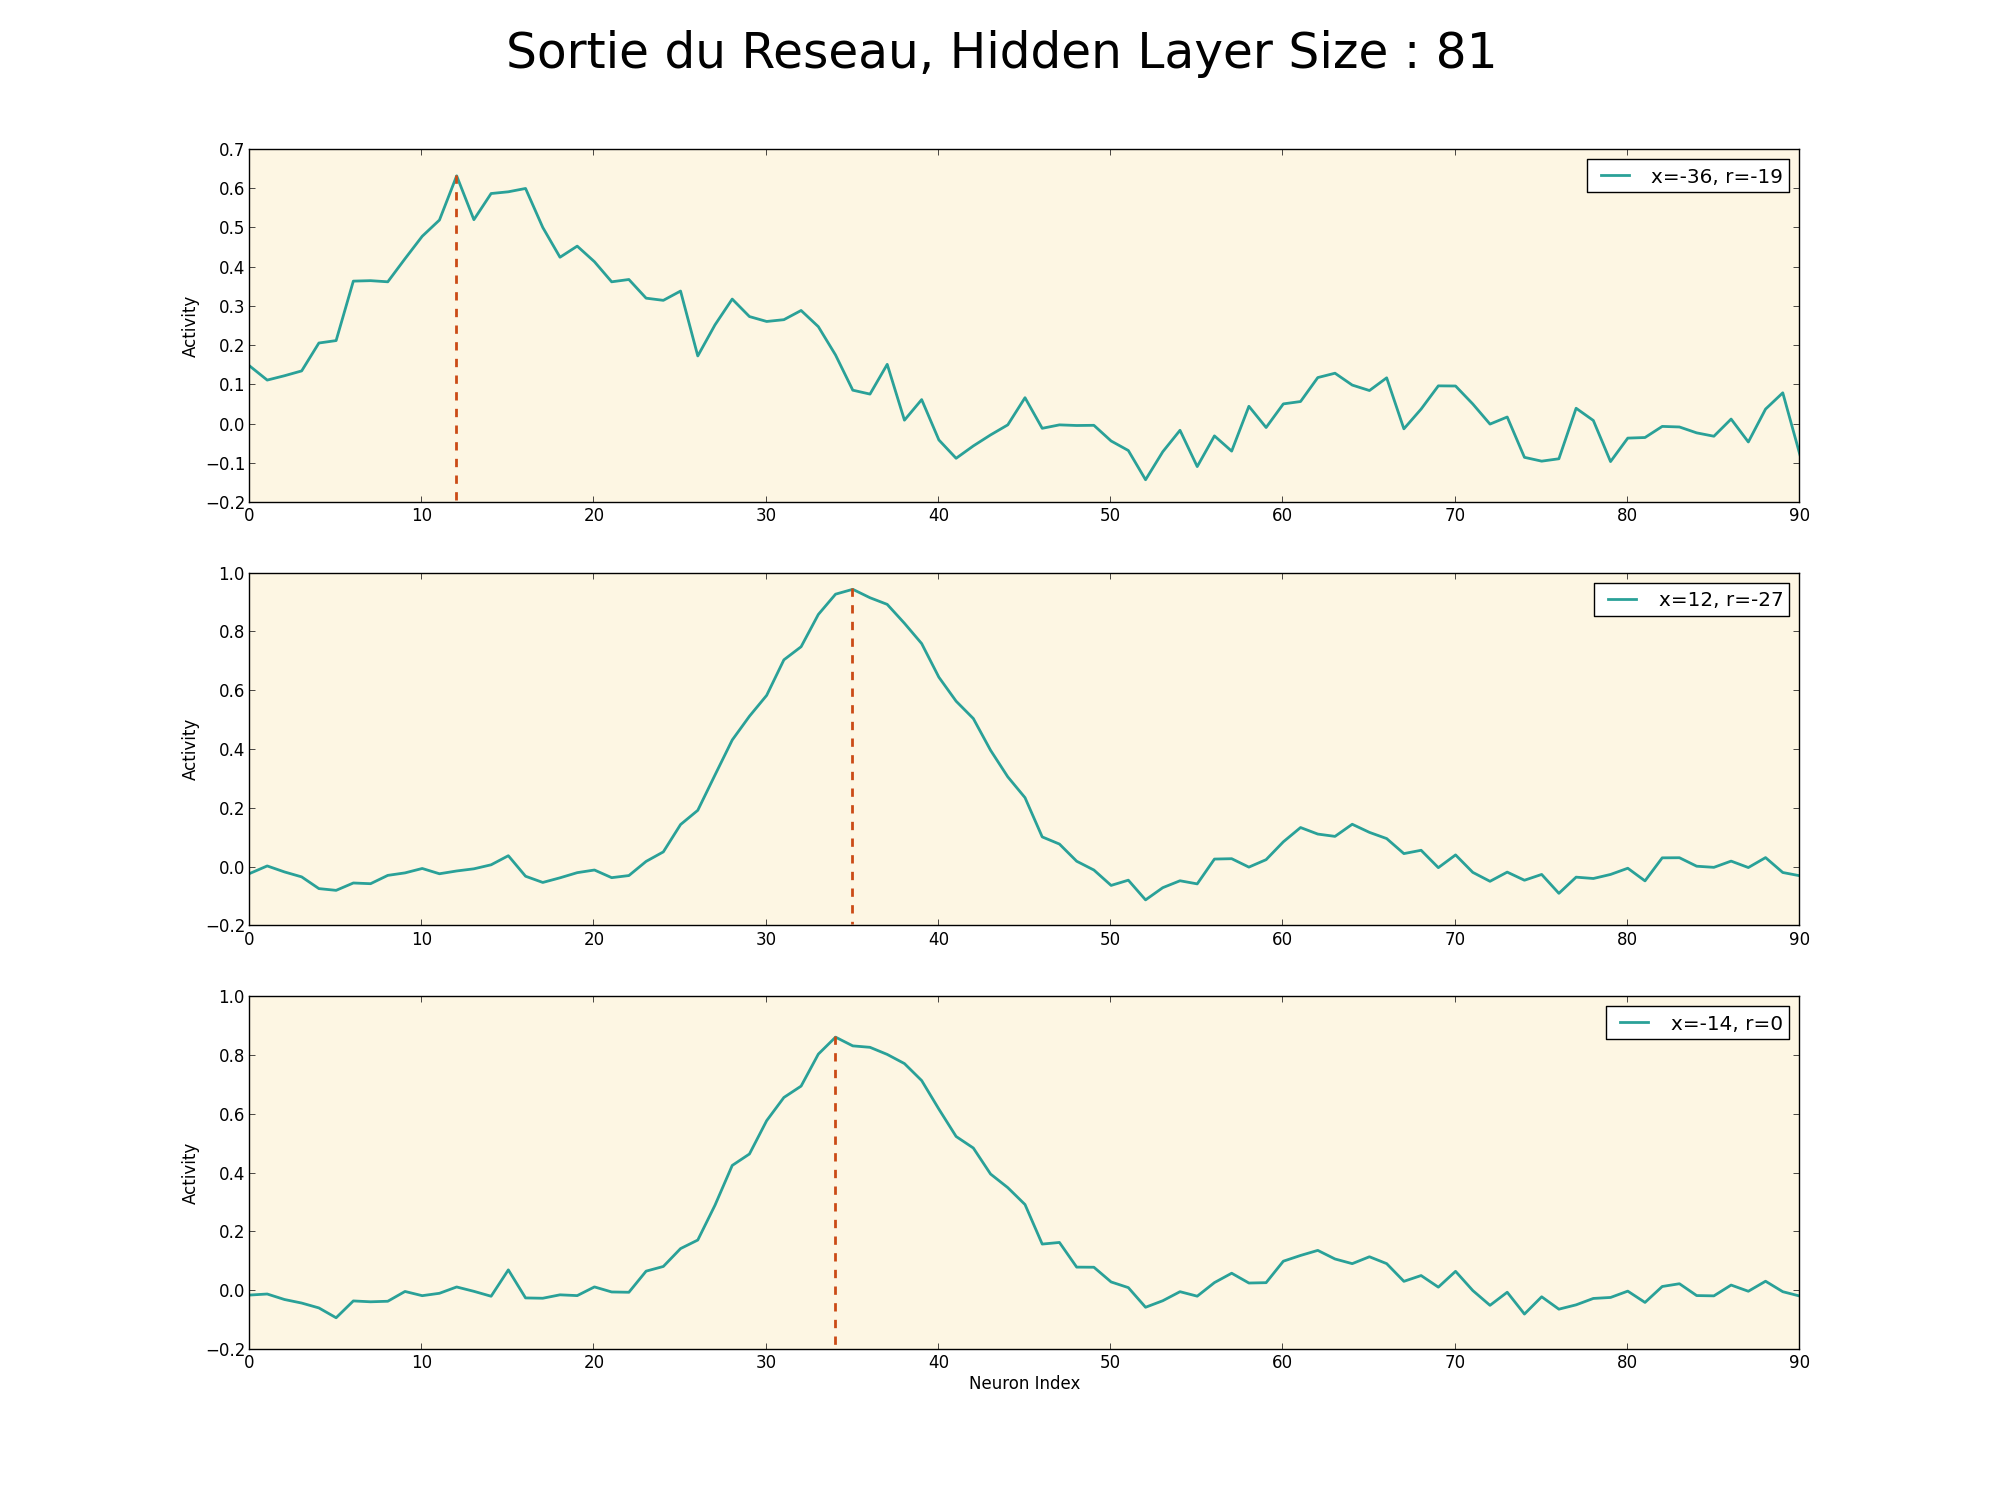 Sortie du Reseau, Hidden Layer Size : 81
0.7
0.6
0.5
0.4
0.3
0.2
0.1
0.0
−0.1
−0.2
Activity
x=-36, r=-19
0 10 20 30 40 50 60 70 80 90
1.0
0.8
0.6
0.4
0.2
0.0
−0.2
Activity
x=12, r=-27
0 10 20 30 40 50 60 70 80 90
1.0
0.8
0.6
0.4
0.2
0.0
−0.2
Activity
x=-14, r=0
0 10 20 30 40 50 60 70 80 90
Neuron Index